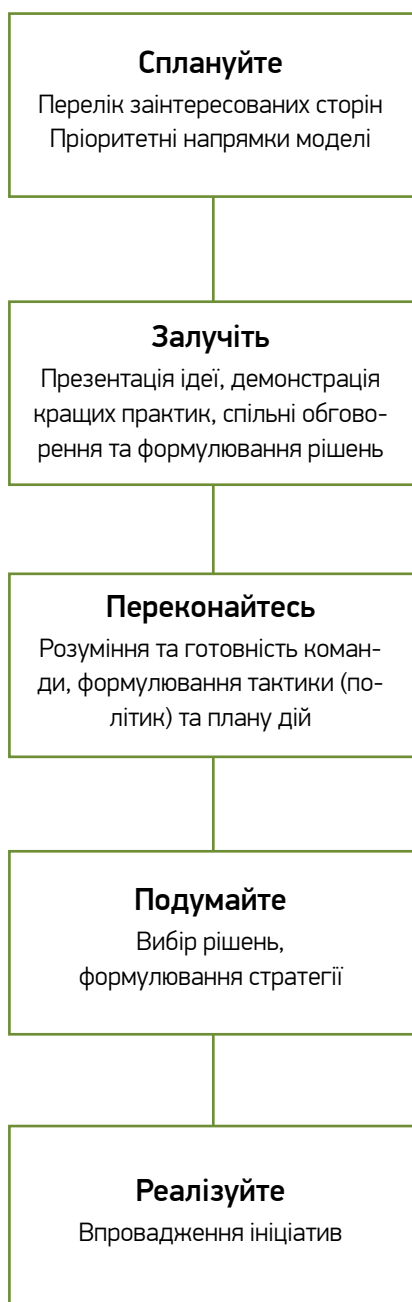 Сплануйте
Перелік заінтересованих сторін
Пріоритетні напрямки моделі
Залучіть
Презентація ідеї, демонстрація
кращих практик, спільні обгово-
рення та формулювання рішень
Переконайтесь
Розуміння та готовність коман-
ди, формулювання тактики (по-
літик) та плану дій
Подумайте
Вибір рішень,
формулювання стратегії
Реалізуйте
Впровадження ініціатив